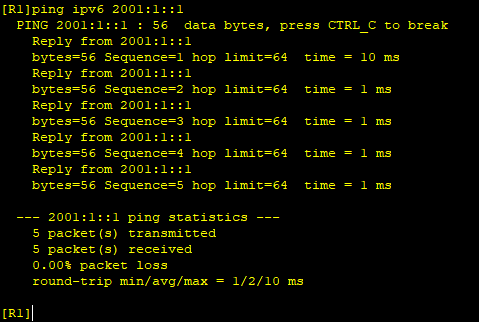 [R1]ping ipv6 2001:1::1
PING 2001:1::1 : 56  data bytes, press CTRL_C to break
Reply from 2001:1::1
bytes=56 Sequence=1 hop limit=64  time = 10 ms
Reply from 2001:1::1
bytes=56 Sequence=2 hop limit=64  time = 1 ms
Reply from 2001:1::1
bytes=56 Sequence=3 hop limit=64  time = 1 ms
Reply from 2001:1::1
bytes=56 Sequence=4 hop limit=64  time = 1 ms
Reply from 2001:1::1
bytes=56 Sequence=5 hop limit=64  time = 1 ms
--- 2001:1::1 ping statistics ---
5 packet(s) transmitted
5 packet(s) received
0.00% packet loss
round-trip min/avg/max = 1/2/10 ms
[R1]